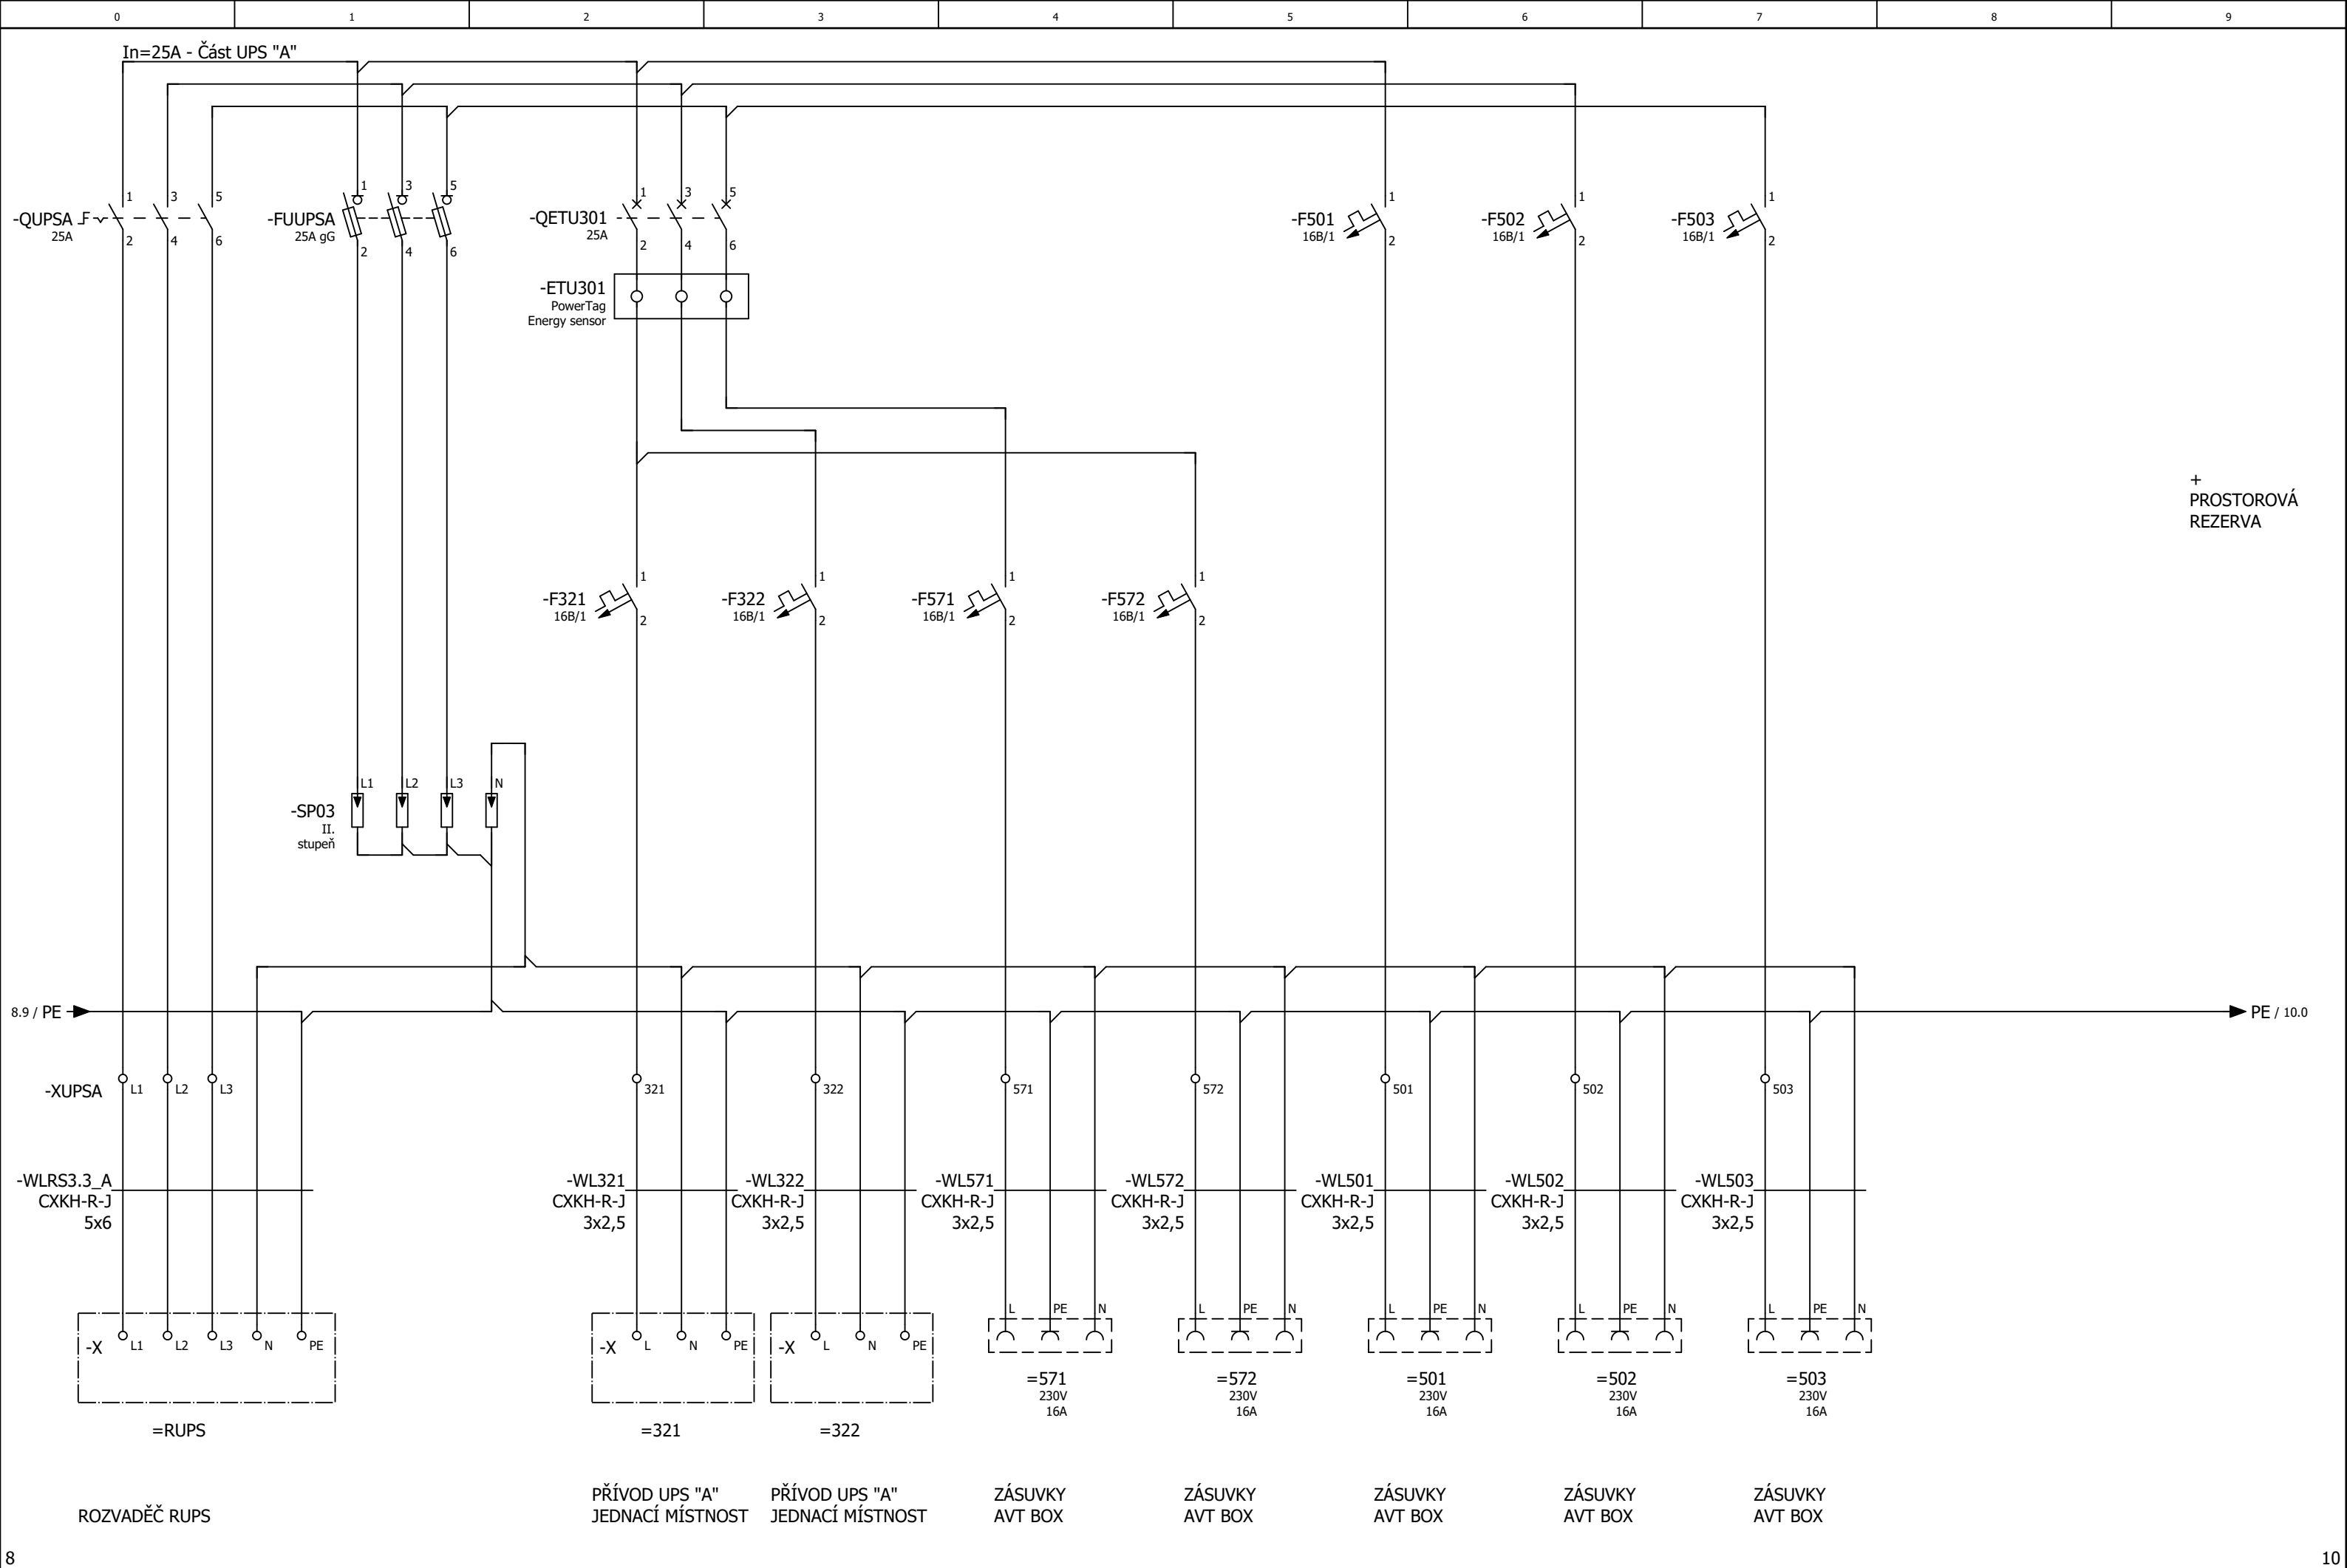 0 1 2 3 4 5 6 7 8 9
In=25A - Část UPS "A"
1 3 5
-QUPSA
25A
2 4 6
1 3 5
-FUUPSA
25A gG
2 4 6
1 3 5
-QETU301
25A
2 4 6
-ETU301
PowerTag
Energy sensor
1
-F501
16B/1
2
1
-F502
16B/1
2
1
-F503
16B/1
2
+
PROSTOROVÁ
REZERVA
1
-F321
16B/1
2
1
-F322
16B/1
2
1
-F571
16B/1
2
1
-F572
16B/1
2
L1 L2 L3 N
-SP03
II.
stupeň
8.9 / PE
PE / 10.0
-XUPSA L1 L2 L3 321 322 571 572 501 502 503
-WLRS3.3_A
CXKH-R-J
5x6
-WL321
CXKH-R-J
3x2,5
-WL322
CXKH-R-J
3x2,5
-WL571
CXKH-R-J
3x2,5
-WL572
CXKH-R-J
3x2,5
-WL501
CXKH-R-J
3x2,5
-WL502
CXKH-R-J
3x2,5
-WL503
CXKH-R-J
3x2,5
-X L1 L2 L3 N PE
=RUPS
ROZVADĚČ RUPS
-X L N PE
=321
PŘÍVOD UPS "A"
JEDNACÍ MÍSTNOST
-X L N PE
=322
PŘÍVOD UPS "A"
JEDNACÍ MÍSTNOST
L PE N
=571
230V
16A
ZÁSUVKY
AVT BOX
L PE N
=572
230V
16A
ZÁSUVKY
AVT BOX
L PE N
=501
230V
16A
ZÁSUVKY
AVT BOX
L PE N
=502
230V
16A
ZÁSUVKY
AVT BOX
L PE N
=503
230V
16A
ZÁSUVKY
AVT BOX
8
10